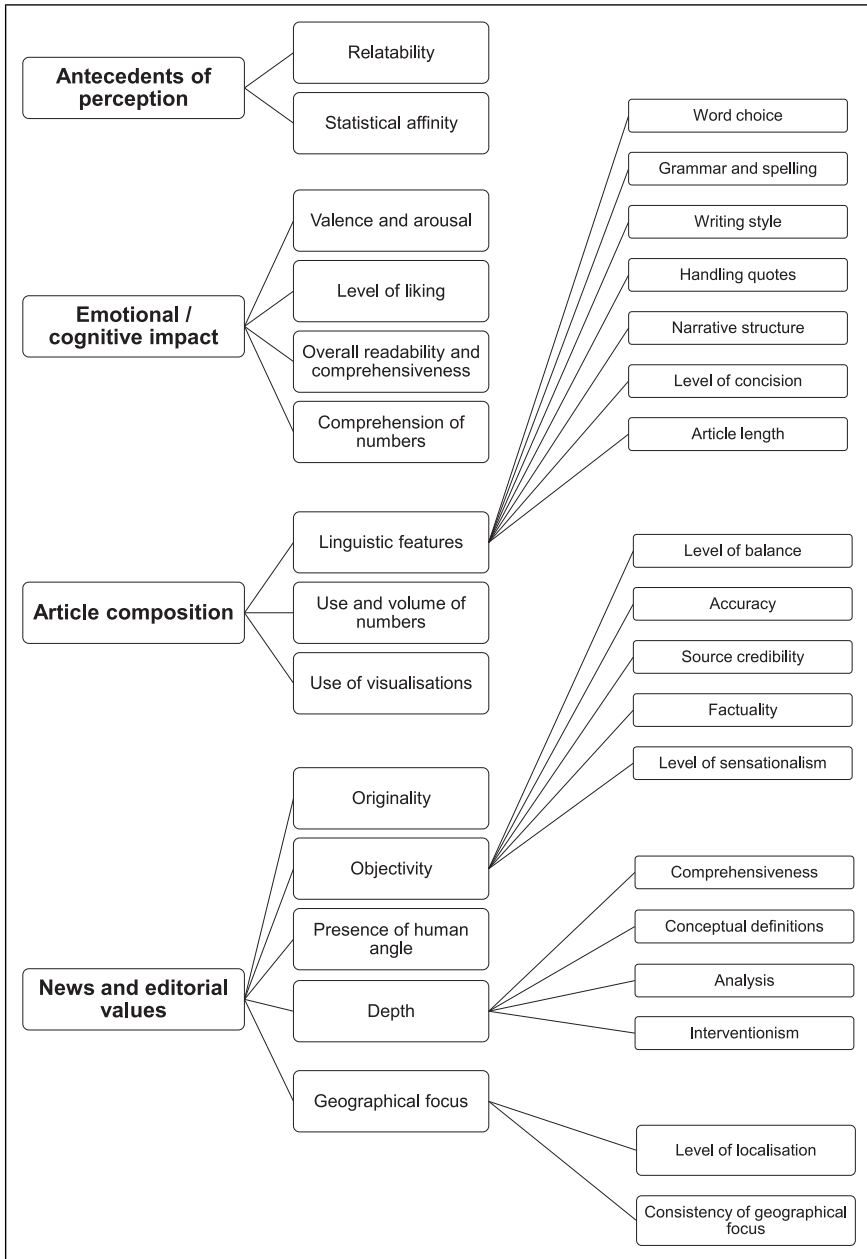 Antecedents of
perception
Relatability
Statistical affinity
Emotional /
cognitive impact
Valence and arousal
Level of liking
Overall readability and
comprehensiveness
Comprehension of
numbers
Article composition
Linguistic features
Word choice
Grammar and spelling
Writing style
Handling quotes
Narrative structure
Level of concision
Article length
Use and volume of
numbers
Use of visualisations
News and editorial
values
Originality
Objectivity
Level of balance
Accuracy
Source credibility
Factuality
Level of sensationalism
Presence of human
angle
Depth
Comprehensiveness
Conceptual definitions
Analysis
Interventionism
Geographical focus
Level of localisation
Consistency of geographical
focus